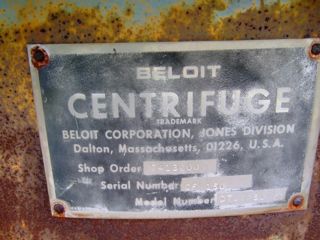 BELOIT
CENTRIFUGE
TRADEMARK
BELOIT CORPORATION, JONES DIVISION
Dalton, Massachusetts, 01226, U.S.A.
Shop Order
Serial Number
Model Number